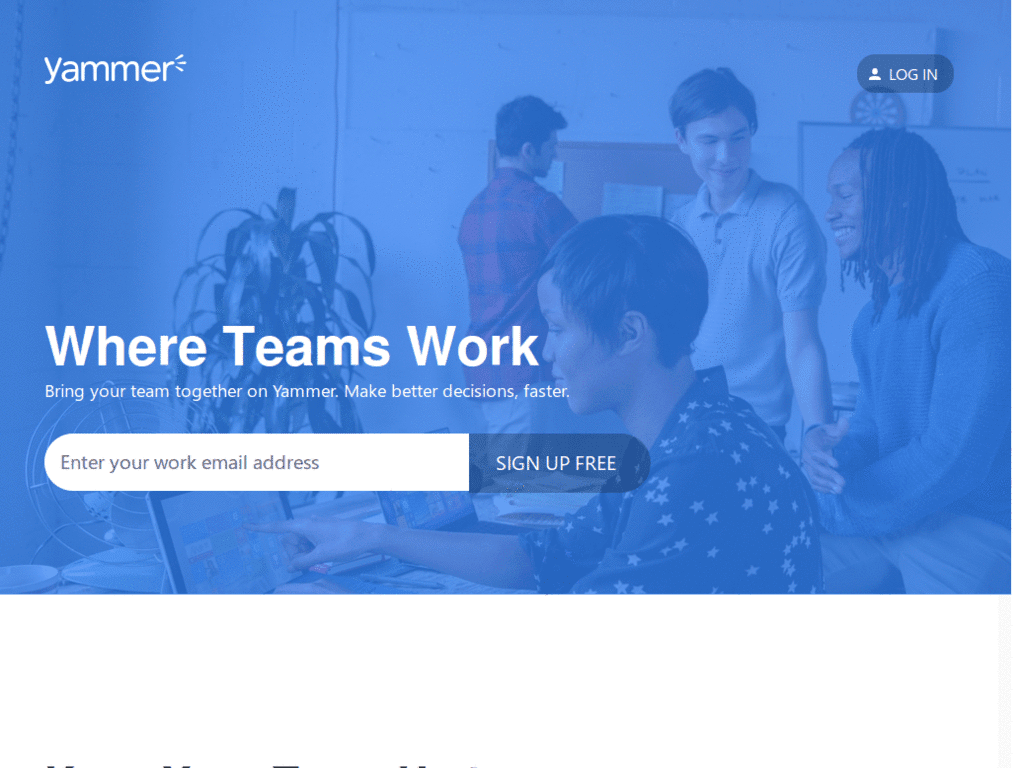 yammer
LOG IN
PLAN
Where Teams Work
Bring your team together on Yammer. Make better decisions, faster.
Enter your work email address
SIGN UP FREE